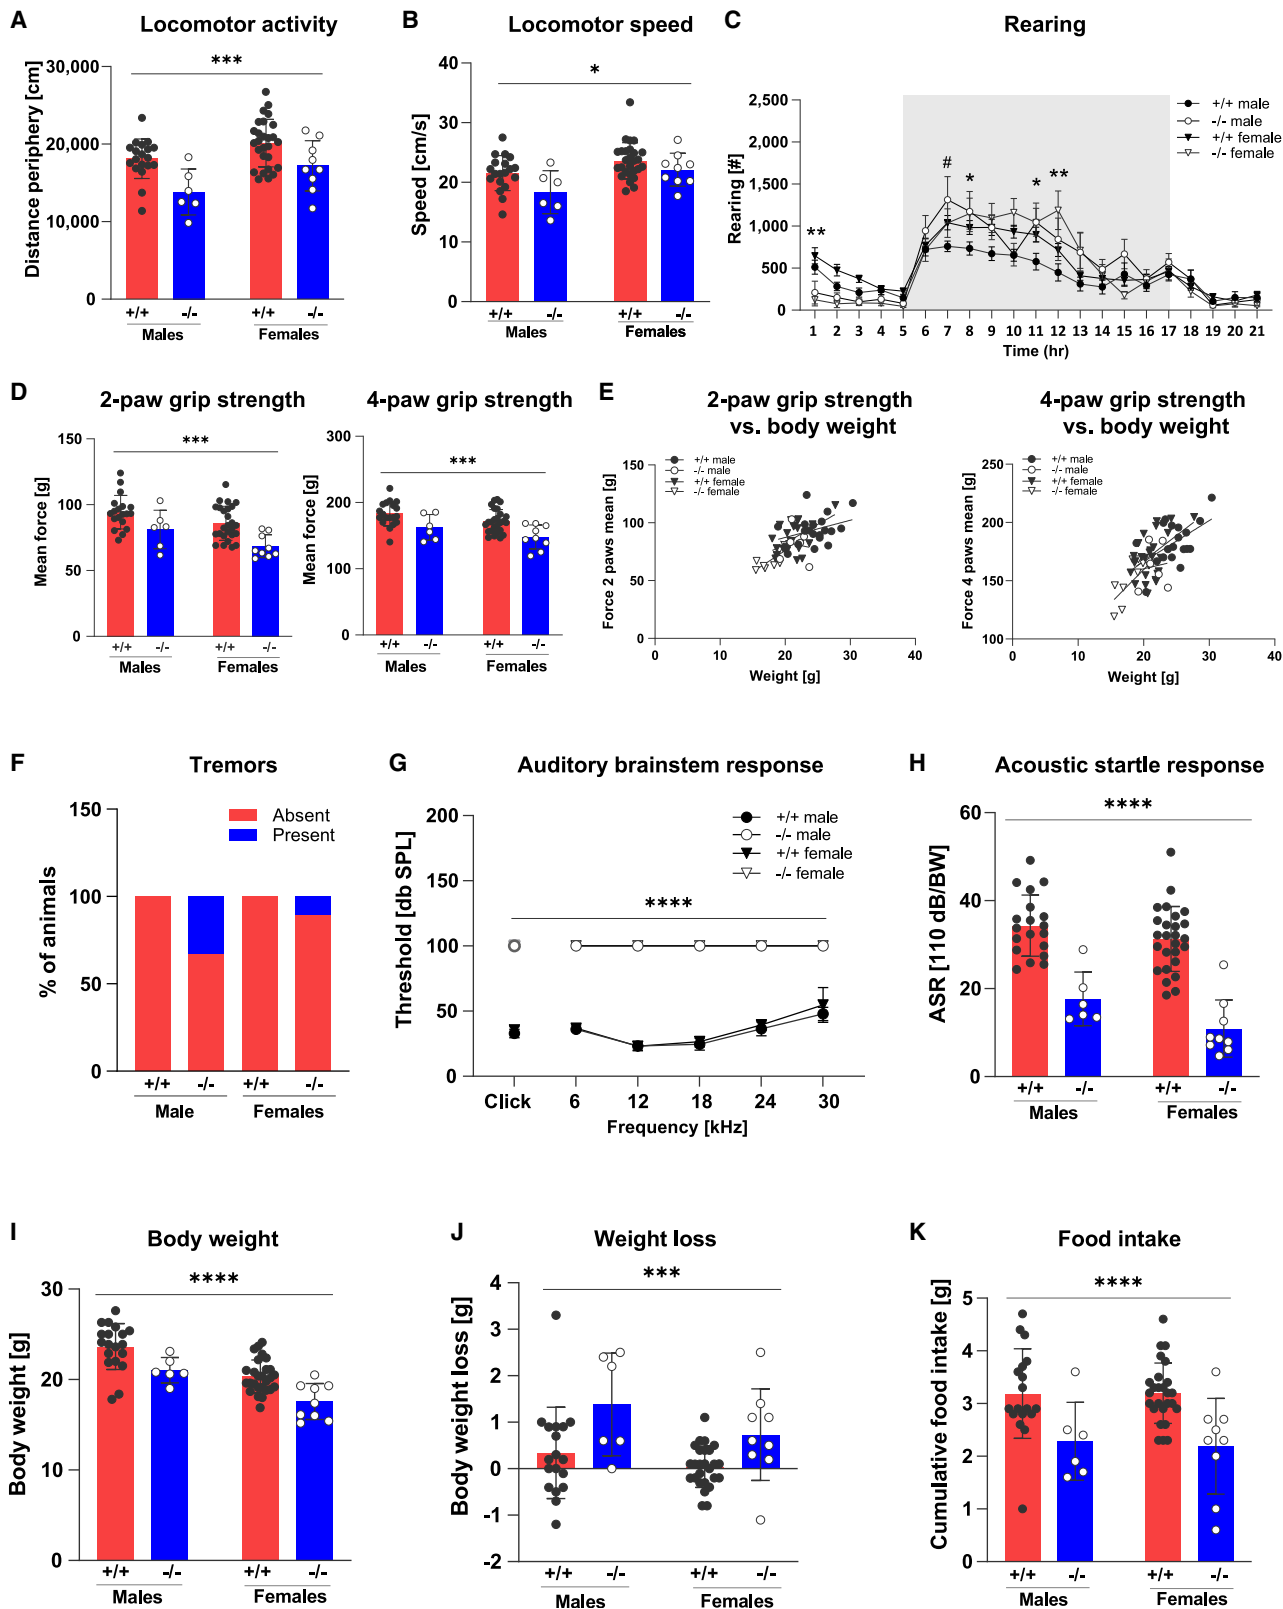 A
Locomotor activity
***
Distance periphery [cm]
30,000
20,000
10,000
0
+/+ -/- +/+ -/-
Males Females
B
Locomotor speed
*
Speed [cm/s]
40
30
20
10
0
+/+ -/- +/+ -/-
Males Females
C
Rearing
Rearing [#]
2,500
2,000
1,500
1,000
500
0
+/+ male
-/- male
+/+ female
-/- female
** # * * **
1 2 3 4 5 6 7 8 9 10 11 12 13 14 15 16 17 18 19 20 21
Time (hr)
D
2-paw grip strength
***
Mean force [g]
150
100
50
0
+/+ -/- +/+ -/-
Males Females
4-paw grip strength
***
Mean force [g]
300
200
100
0
+/+ -/- +/+ -/-
Males Females
E
2-paw grip strength
vs. body weight
+/+ male
-/- male
+/+ female
-/- female
Force 2 paws mean [g]
150
100
50
0
0 10 20 30 40
Weight [g]
4-paw grip strength
vs. body weight
+/+ male
-/- male
+/+ female
-/- female
Force 4 paws mean [g]
250
200
150
100
0 10 20 30 40
Weight [g]
F
Tremors
% of animals
150
100
50
0
Absent
Present
+/+ -/- +/+ -/-
Male Females
G
Auditory brainstem response
Threshold [db SPL]
200
150
100
50
0
+/+ male
-/- male
+/+ female
-/- female
****
Click 6 12 18 24 30
Frequency [kHz]
H
Acoustic startle response
****
ASR [110 dB/BW]
60
40
20
0
+/+ -/- +/+ -/-
Males Females
I
Body weight
****
Body weight [g]
30
20
10
0
+/+ -/- +/+ -/-
Males Females
J
Weight loss
***
Body weight loss [g]
4
3
2
1
0
-1
-2
+/+ -/- +/+ -/-
Males Females
K
Food intake
****
Cumulative food intake [g]
5
4
3
2
1
0
+/+ -/- +/+ -/-
Males Females